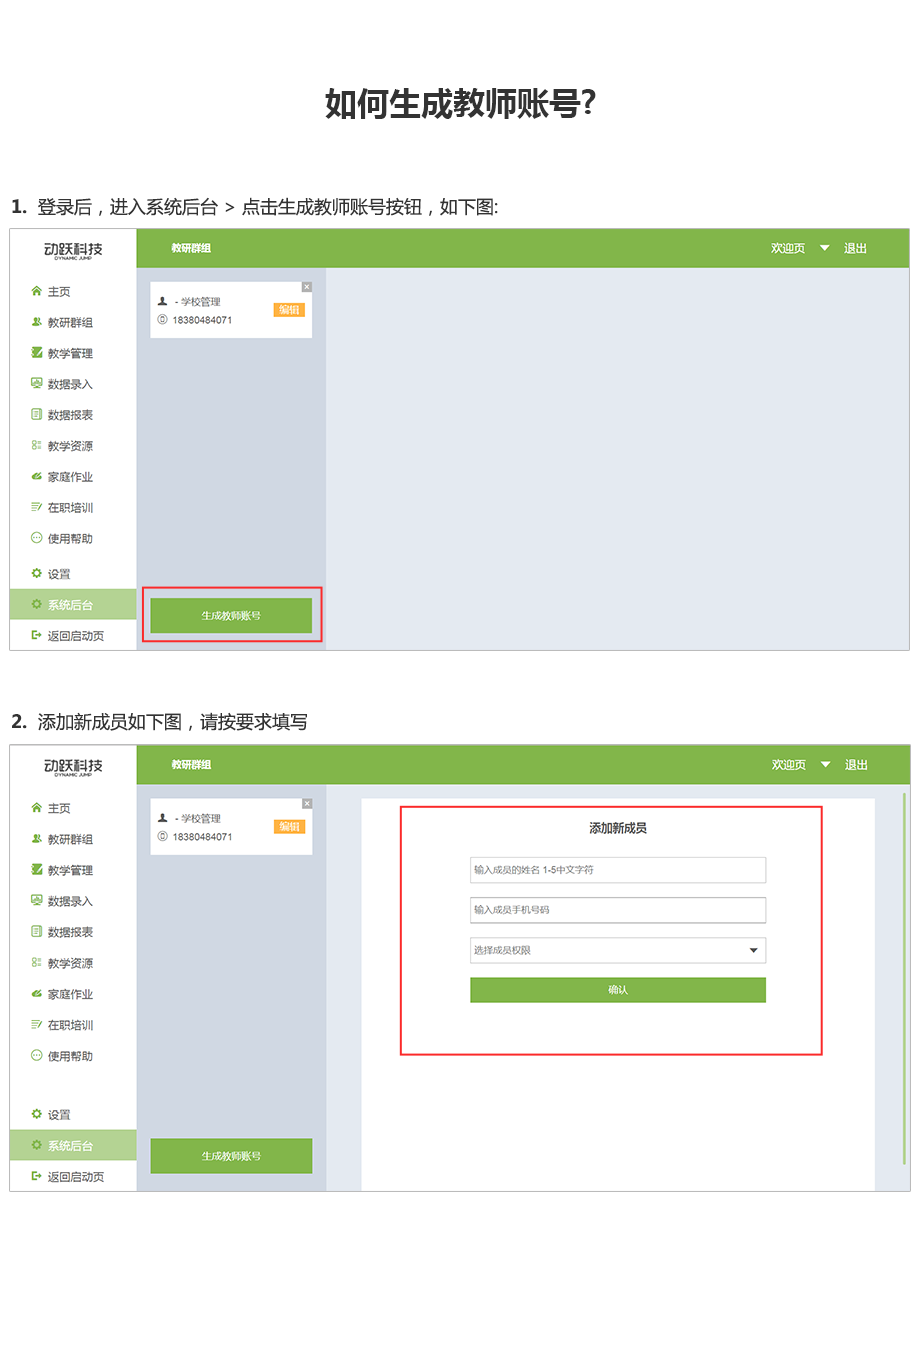 如何生成教师账号?
1. 登录后，进入系统后台 > 点击生成教师账号按钮，如下图:
动跃科技
DYNAMIC JUMP
教研群组
欢迎页
退出
主页
教研群组
教学管理
数据录入
数据报表
教学资源
家庭作业
在职培训
使用帮助
设置
系统后台
返回启动页
- 学校管理
18380484071
编辑
生成教师账号
2. 添加新成员如下图，请按要求填写
动跃科技
DYNAMIC JUMP
教研群组
欢迎页
退出
主页
教研群组
教学管理
数据录入
数据报表
教学资源
家庭作业
在职培训
使用帮助
设置
系统后台
返回启动页
- 学校管理
18380484071
编辑
生成教师账号
添加新成员
输入成员的姓名 1-5中文字符
输入成员手机号码
选择成员权限
确认